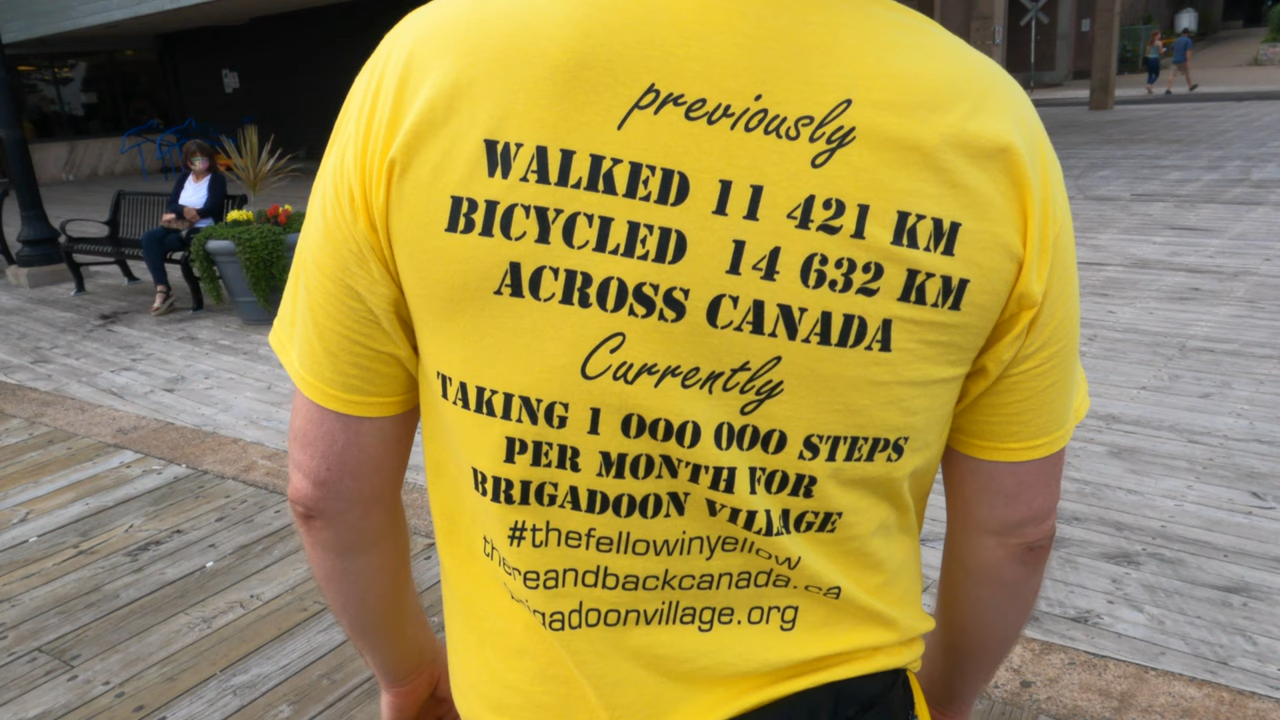 previously
WALKED 11 421 KM
BICYCLED 14 632 KM
ACROSS CANADA
Currently
TAKING 1 000 000 STEPS
PER MONTH FOR
BRIGADOON VILLAGE
#thefellowinyellow
thereandbackcanada.ca
brigadoonvillage.org